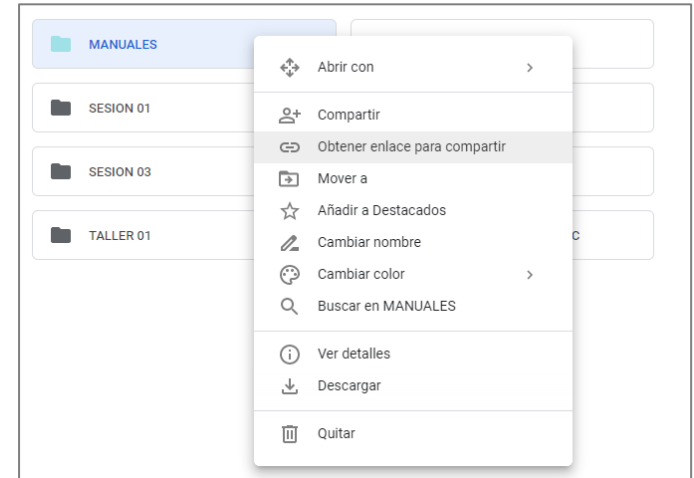 MANUALES
Abrir con
SESION 01
Compartir
Obtener enlace para compartir
SESION 03
Mover a
Añadir a Destacados
TALLER 01
C
Cambiar nombre
Cambiar color
Buscar en MANUALES
Ver detalles
Descargar
Quitar